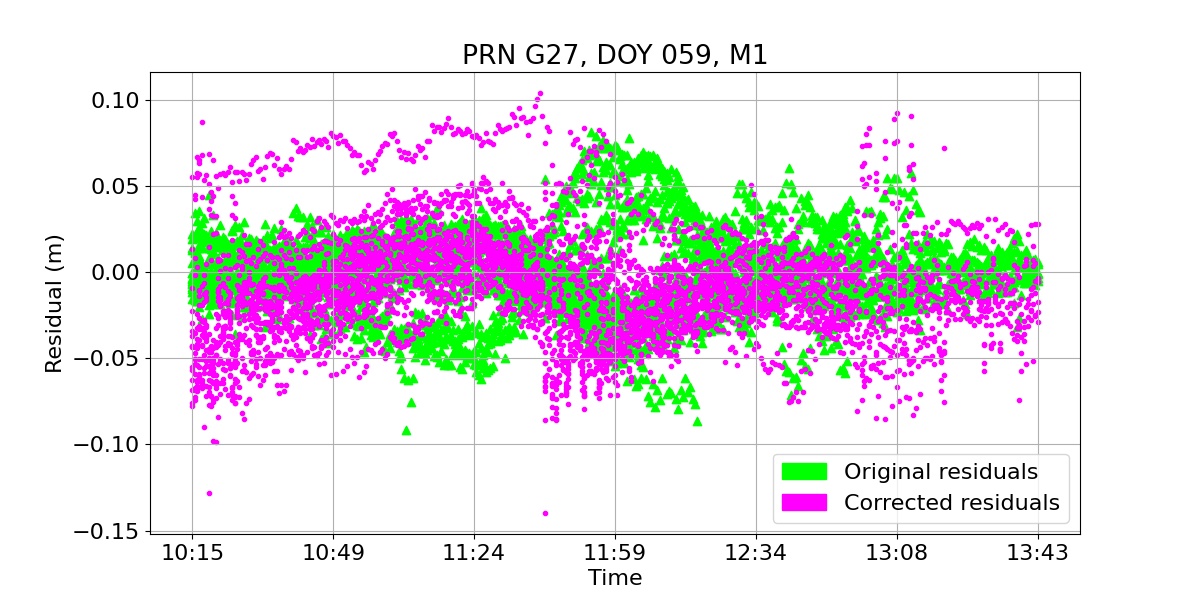 PRN G27, DOY 059, M1
Residual (m)
0.10
0.05
0.00
−0.05
−0.10
−0.15
Original residuals
Corrected residuals
10:15 10:49 11:24 11:59 12:34 13:08 13:43
Time